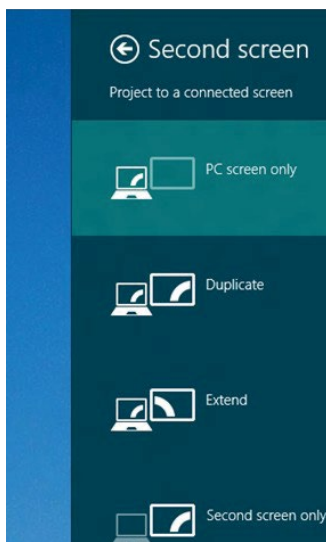 Second screen
Project to a connected screen
PC screen only
Duplicate
Extend
Second screen only